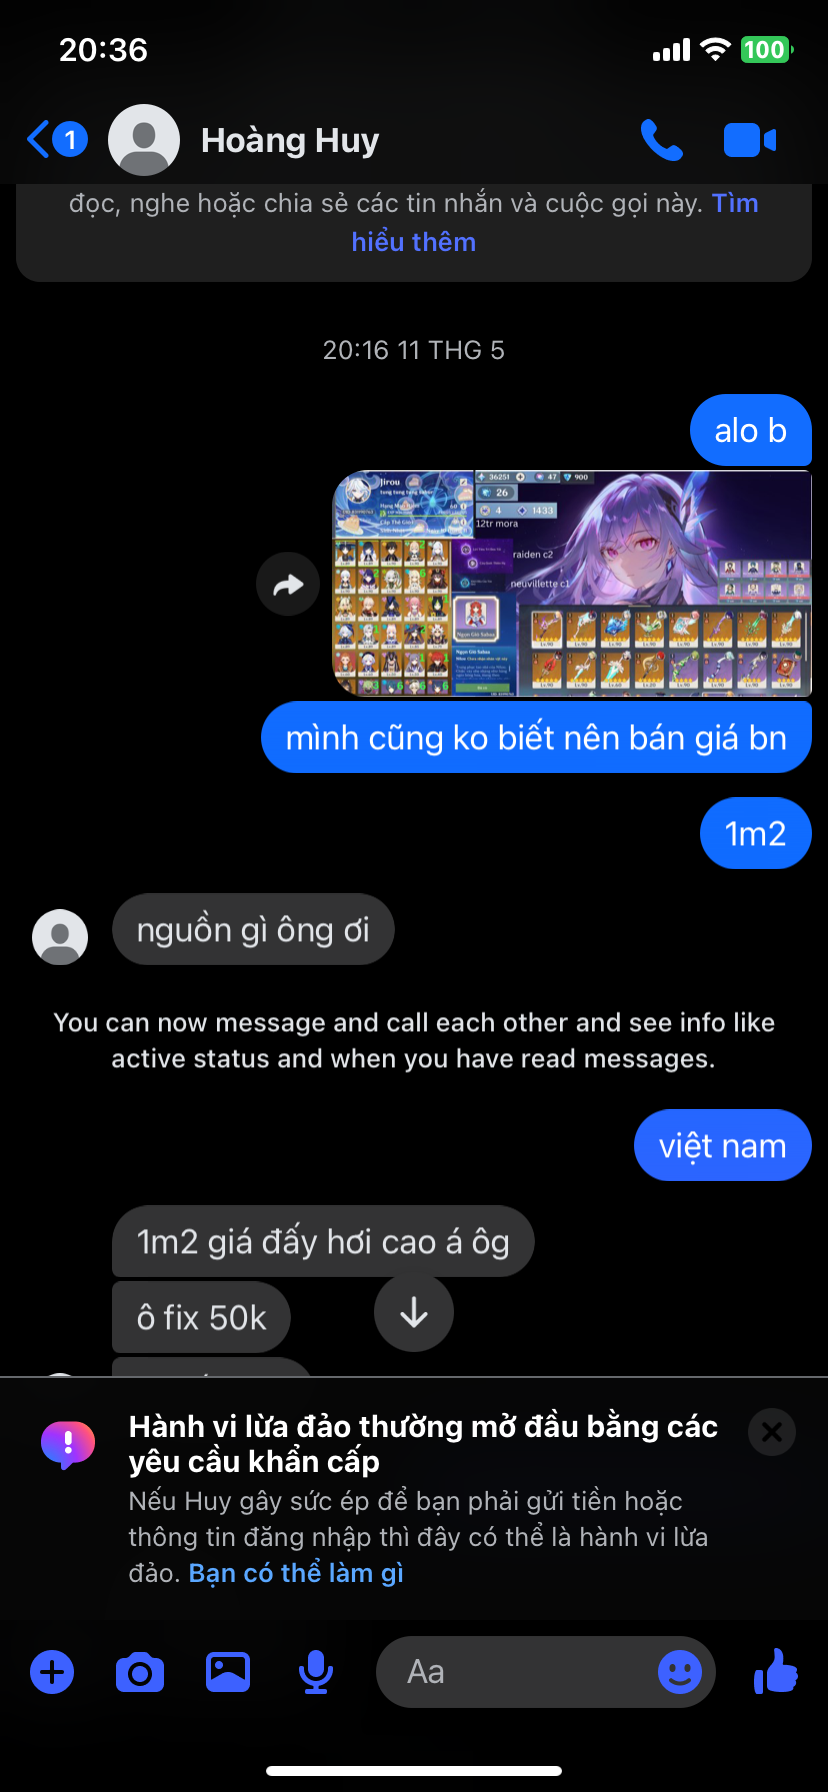 20:36
100
1
Hoàng Huy
đọc, nghe hoặc chia sẻ các tin nhắn và cuộc gọi này. Tìm
hiểu thêm
20:16 11 THG 5
alo b
Jirou
36251
47
900
26
4
1433
12tr mora
raiden c2
neuvillette c1
mình cũng ko biết nên bán giá bn
1m2
nguồn gì ông ơi
You can now message and call each other and see info like
active status and when you have read messages.
việt nam
1m2 giá đấy hơi cao á ôg
ô fix 50k
Hành vi lừa đảo thường mở đầu bằng các
yêu cầu khẩn cấp
Nếu Huy gây sức ép để bạn phải gửi tiền hoặc
thông tin đăng nhập thì đây có thể là hành vi lừa
đảo. Bạn có thể làm gì
Aa